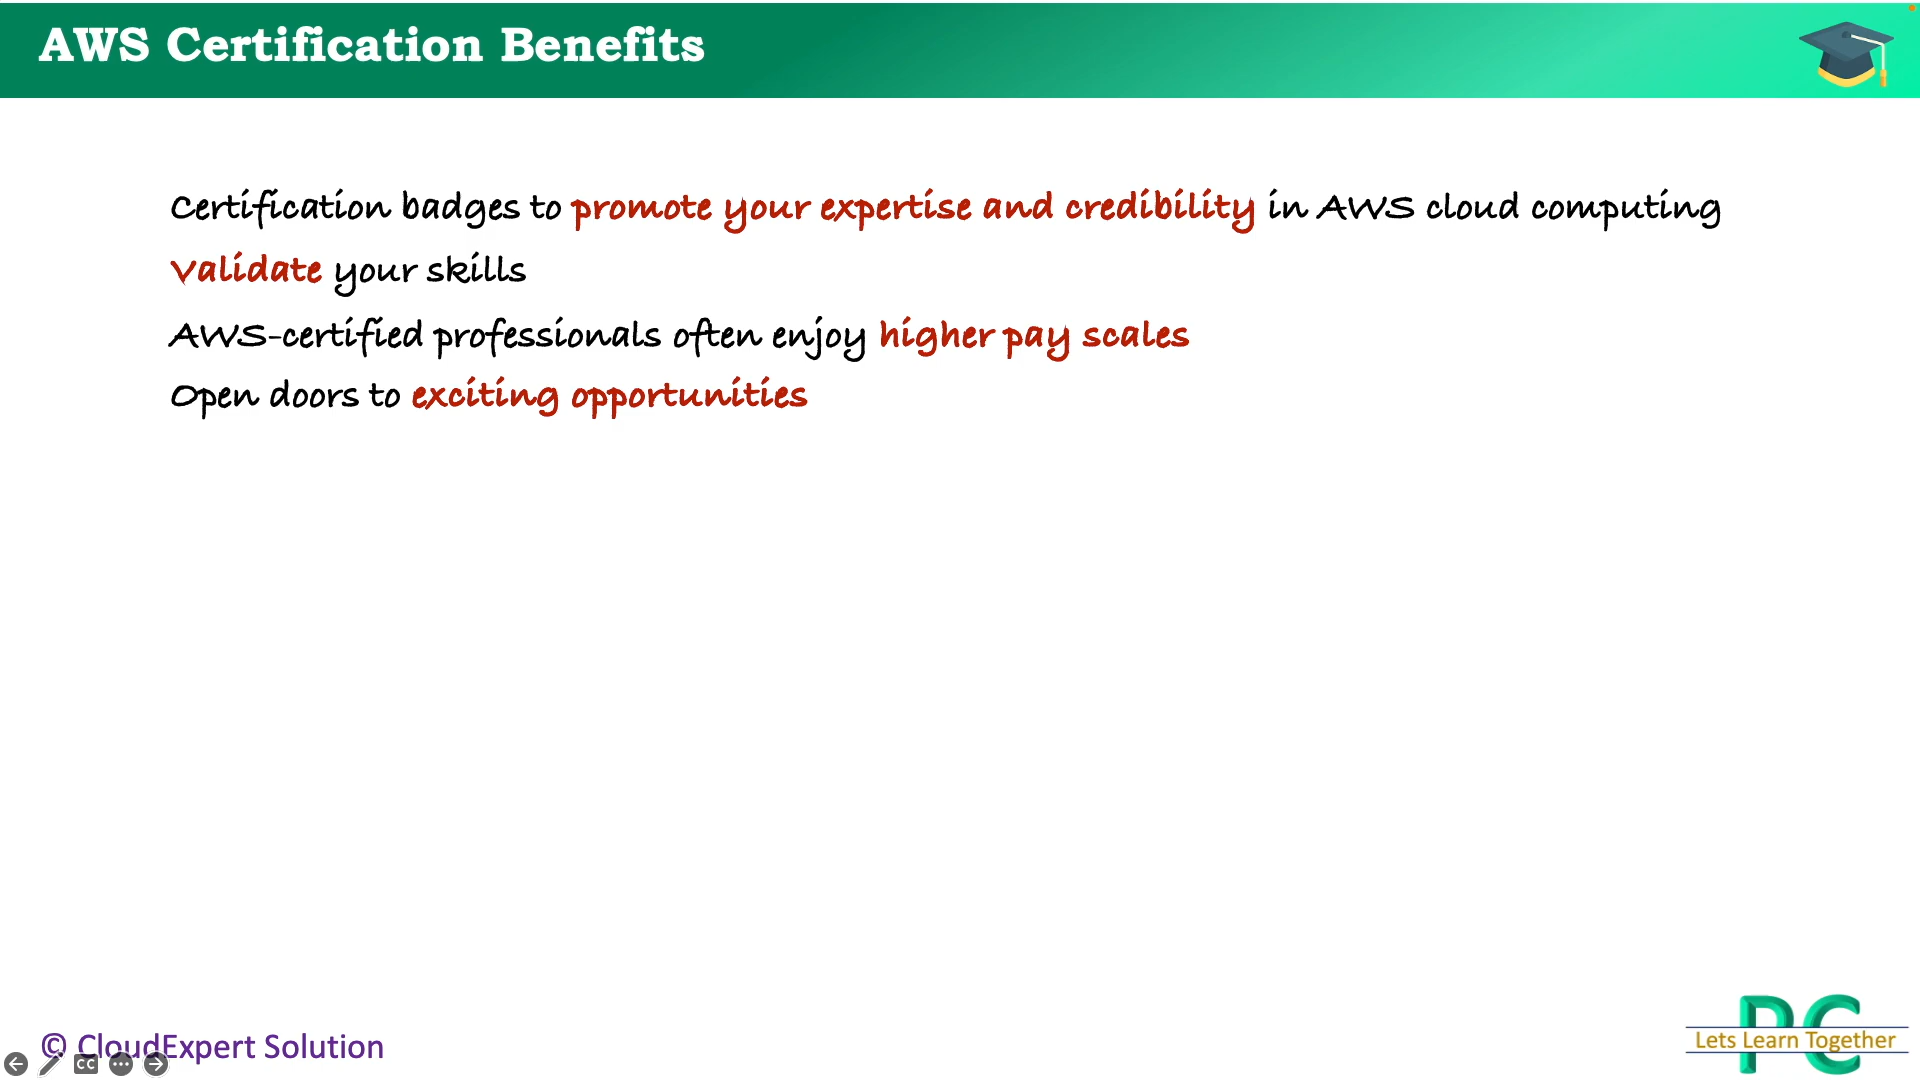 AWS Certification Benefits
Certification badges to promote your expertise and credibility in AWS cloud computing
Validate your skills
AWS-certified professionals often enjoy higher pay scales
Open doors to exciting opportunities
© CloudExpert Solution
CC
PC
Lets Learn Together